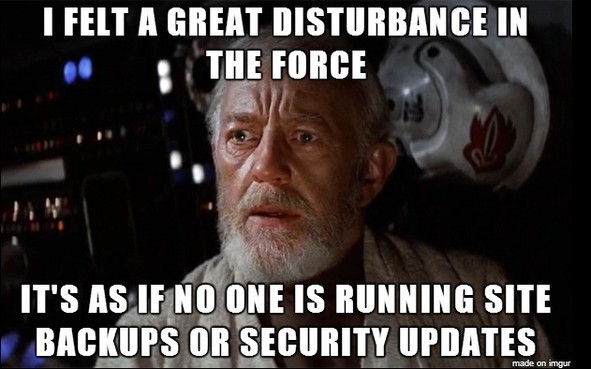 I FELT A GREAT DISTURBANCE IN
THE FORCE
IT'S AS IF NO ONE IS RUNNING SITE
BACKUPS OR SECURITY UPDATES
made on imgur